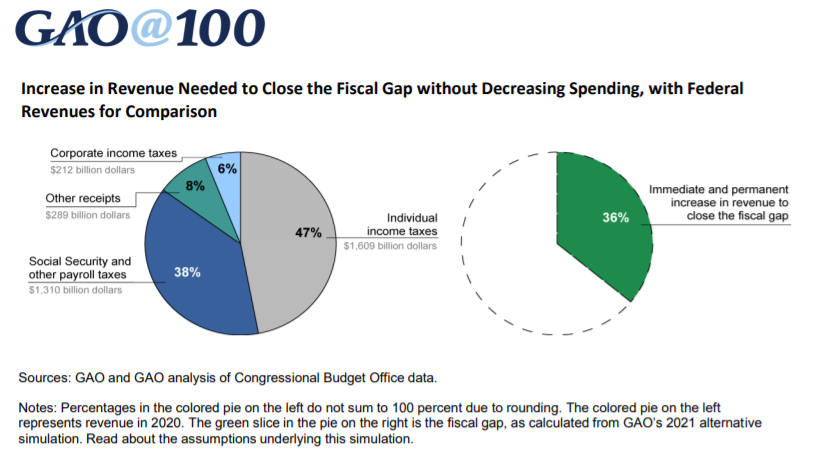 GAO@100
Increase in Revenue Needed to Close the Fiscal Gap without Decreasing Spending, with Federal
Revenues for Comparison
Corporate income taxes
$212 billion dollars
6%
8%
Other receipts
$289 billion dollars
47%
Individual
income taxes
$1,609 billion dollars
Social Security and
other payroll taxes
$1,310 billion dollars
38%
36%
Immediate and permanent
increase in revenue to
close the fiscal gap
Sources: GAO and GAO analysis of Congressional Budget Office data.
Notes: Percentages in the colored pie on the left do not sum to 100 percent due to rounding. The colored pie on the left
represents revenue in 2020. The green slice in the pie on the right is the fiscal gap, as calculated from GAO's 2021 alternative
simulation. Read about the assumptions underlying this simulation.